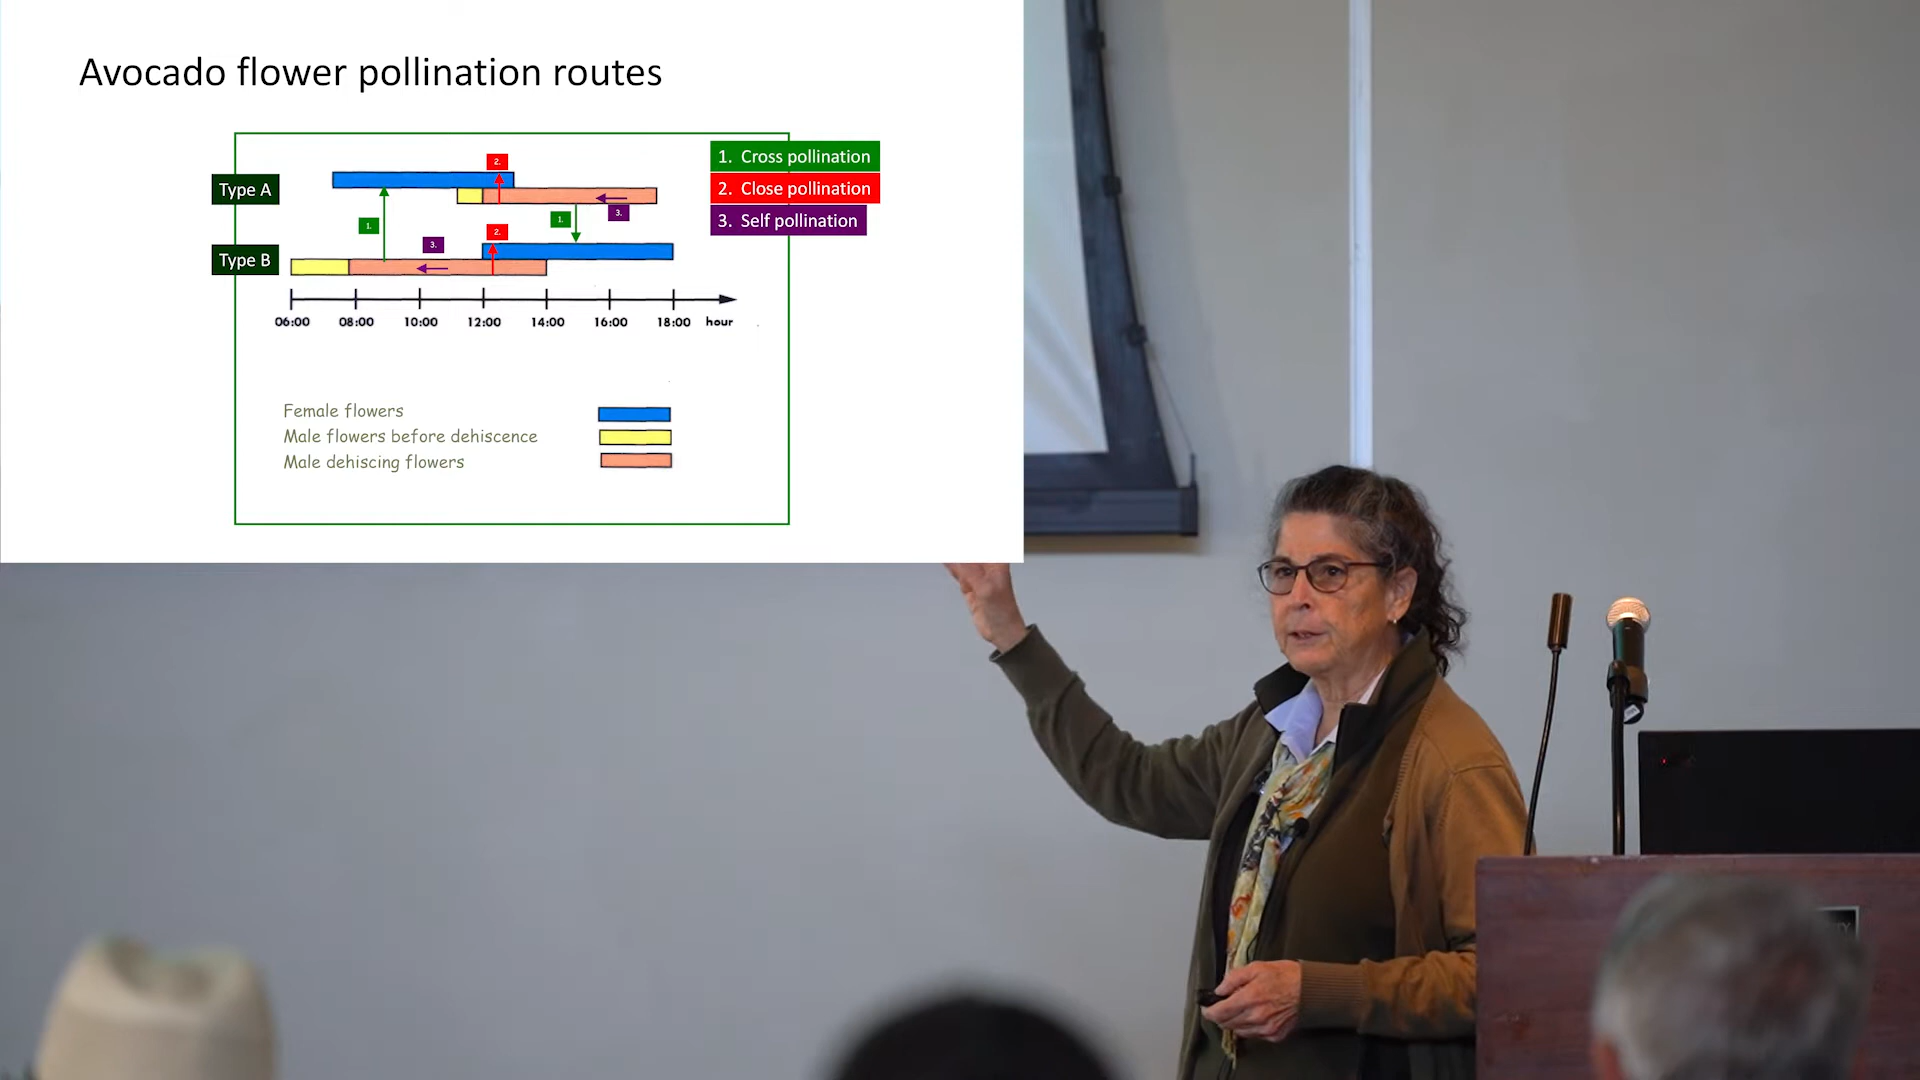 Avocado flower pollination routes
1. Cross pollination
2. Close pollination
3. Self pollination
Type A
2.
1.
1.
3.
Type B
3.
2.
06:00 08:00 10:00 12:00 14:00 16:00 18:00 hour
Female flowers
Male flowers before dehiscence
Male dehiscing flowers